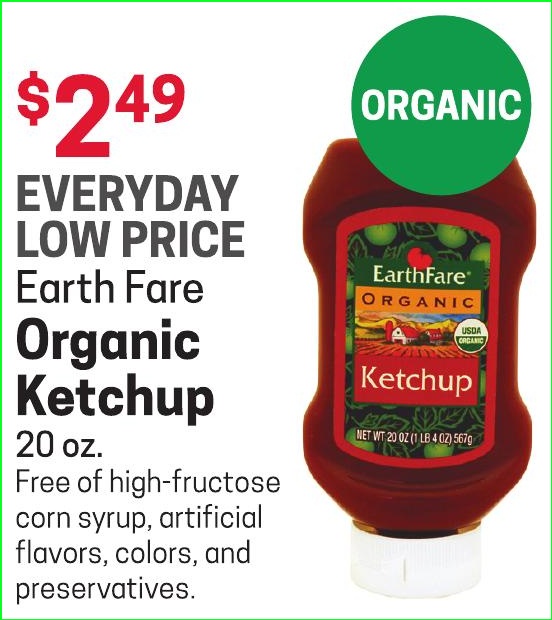 $2.49
EVERYDAY
LOW PRICE
Earth Fare
Organic
Ketchup
20 oz.
Free of high-fructose
corn syrup, artificial
flavors, colors, and
preservatives.
ORGANIC
EarthFare®
ORGANIC
USDA
ORGANIC
Ketchup
NET WT 20 OZ (1 LB 4 OZ) 567g